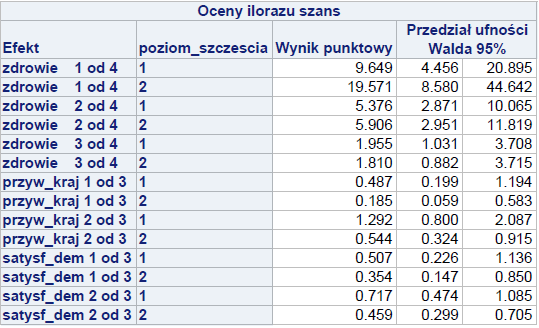 Oceny ilorazu szans
Efekt poziom_szczescia Wynik punktowy Przedział ufności Walda 95%
zdrowie 1 od 4 1 9.649 4.456 20.895
zdrowie 1 od 4 2 19.571 8.580 44.642
zdrowie 2 od 4 1 5.376 2.871 10.065
zdrowie 2 od 4 2 5.906 2.951 11.819
zdrowie 3 od 4 1 1.955 1.031 3.708
zdrowie 3 od 4 2 1.810 0.882 3.715
przyw_kraj 1 od 3 1 0.487 0.199 1.194
przyw_kraj 1 od 3 2 0.185 0.059 0.583
przyw_kraj 2 od 3 1 1.292 0.800 2.087
przyw_kraj 2 od 3 2 0.544 0.324 0.915
satysf_dem 1 od 3 1 0.507 0.226 1.136
satysf_dem 1 od 3 2 0.354 0.147 0.850
satysf_dem 2 od 3 1 0.717 0.474 1.085
satysf_dem 2 od 3 2 0.459 0.299 0.705